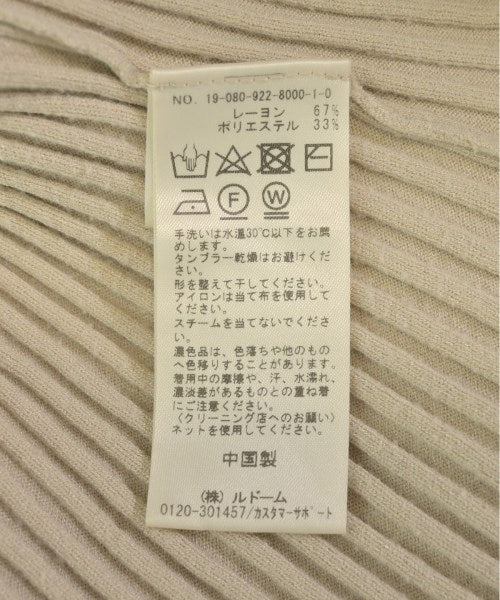 NO. 19-080-922-8000-1-0
レーヨン 67%
ポリエステル 33%
F W
手洗いは水温30℃以下をお薦
めします。
タンブラー乾燥はお避けくださ
い。
形を整えて干してください。
アイロンは当て布を使用して
ください。
スチームを当てないでくださ
い。
濃色品は、色落ちや他のもの
へ色移りすることがあります。
着用中の摩擦や、汗、水濡れ、
濃淡差があるものとの重ね着
にご注意ください。
〈クリーニング店へのお願い〉
ネットを使用してください。
中国製
(株) ルドーム
0120-301457/カスタマーサポート